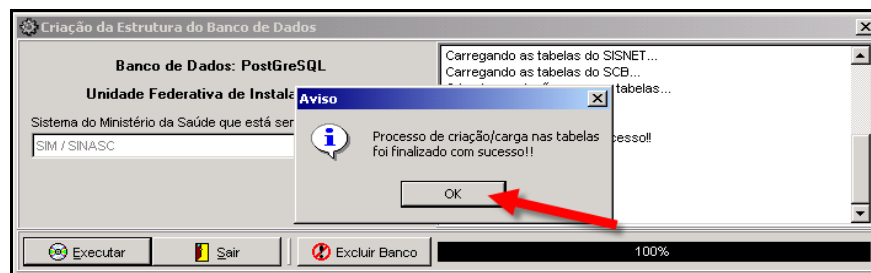 Criação da Estrutura do Banco de Dados
Banco de Dados: PostGreSQL
Unidade Federativa de Instala
Sistema do Ministério da Saúde que está ser
SIM / SINASC
Carregando as tabelas do SISNET...
Carregando as tabelas do SCB...
tabelas...
cesso!!
Aviso
Processo de criação/carga nas tabelas
foi finalizado com sucesso!!
OK
Executar
Sair
Excluir Banco
100%